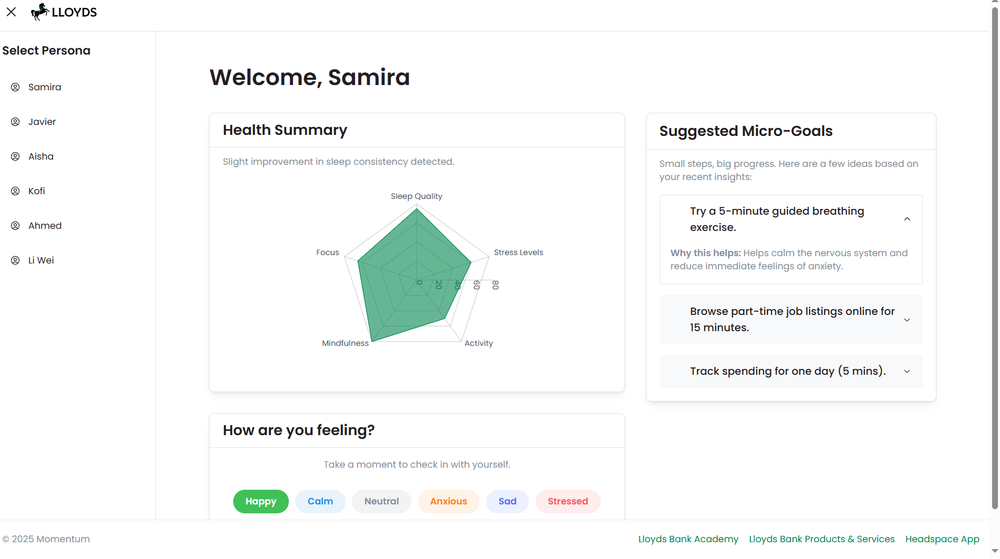 LLOYDS
Select Persona
Samira
Javier
Aisha
Kofi
Ahmed
Li Wei
Welcome, Samira
Health Summary
Slight improvement in sleep consistency detected.
Sleep Quality
Focus
Stress Levels
0
20
40
60
80
Mindfulness
Activity
Suggested Micro-Goals
Small steps, big progress. Here are a few ideas based on
your recent insights:
Try a 5-minute guided breathing
exercise.
Why this helps: Helps calm the nervous system and
reduce immediate feelings of anxiety.
Browse part-time job listings online for
15 minutes.
Track spending for one day (5 mins).
How are you feeling?
Take a moment to check in with yourself.
Happy
Calm
Neutral
Anxious
Sad
Stressed
© 2025 Momentum
Lloyds Bank Academy
Lloyds Bank Products & Services
Headspace App